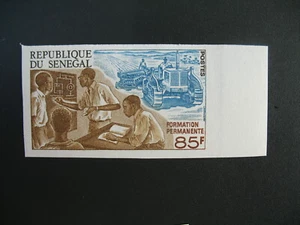 REPUBLIQUE
DU SENEGAL
POSTES
FORMATION
PERMANENTE
85F